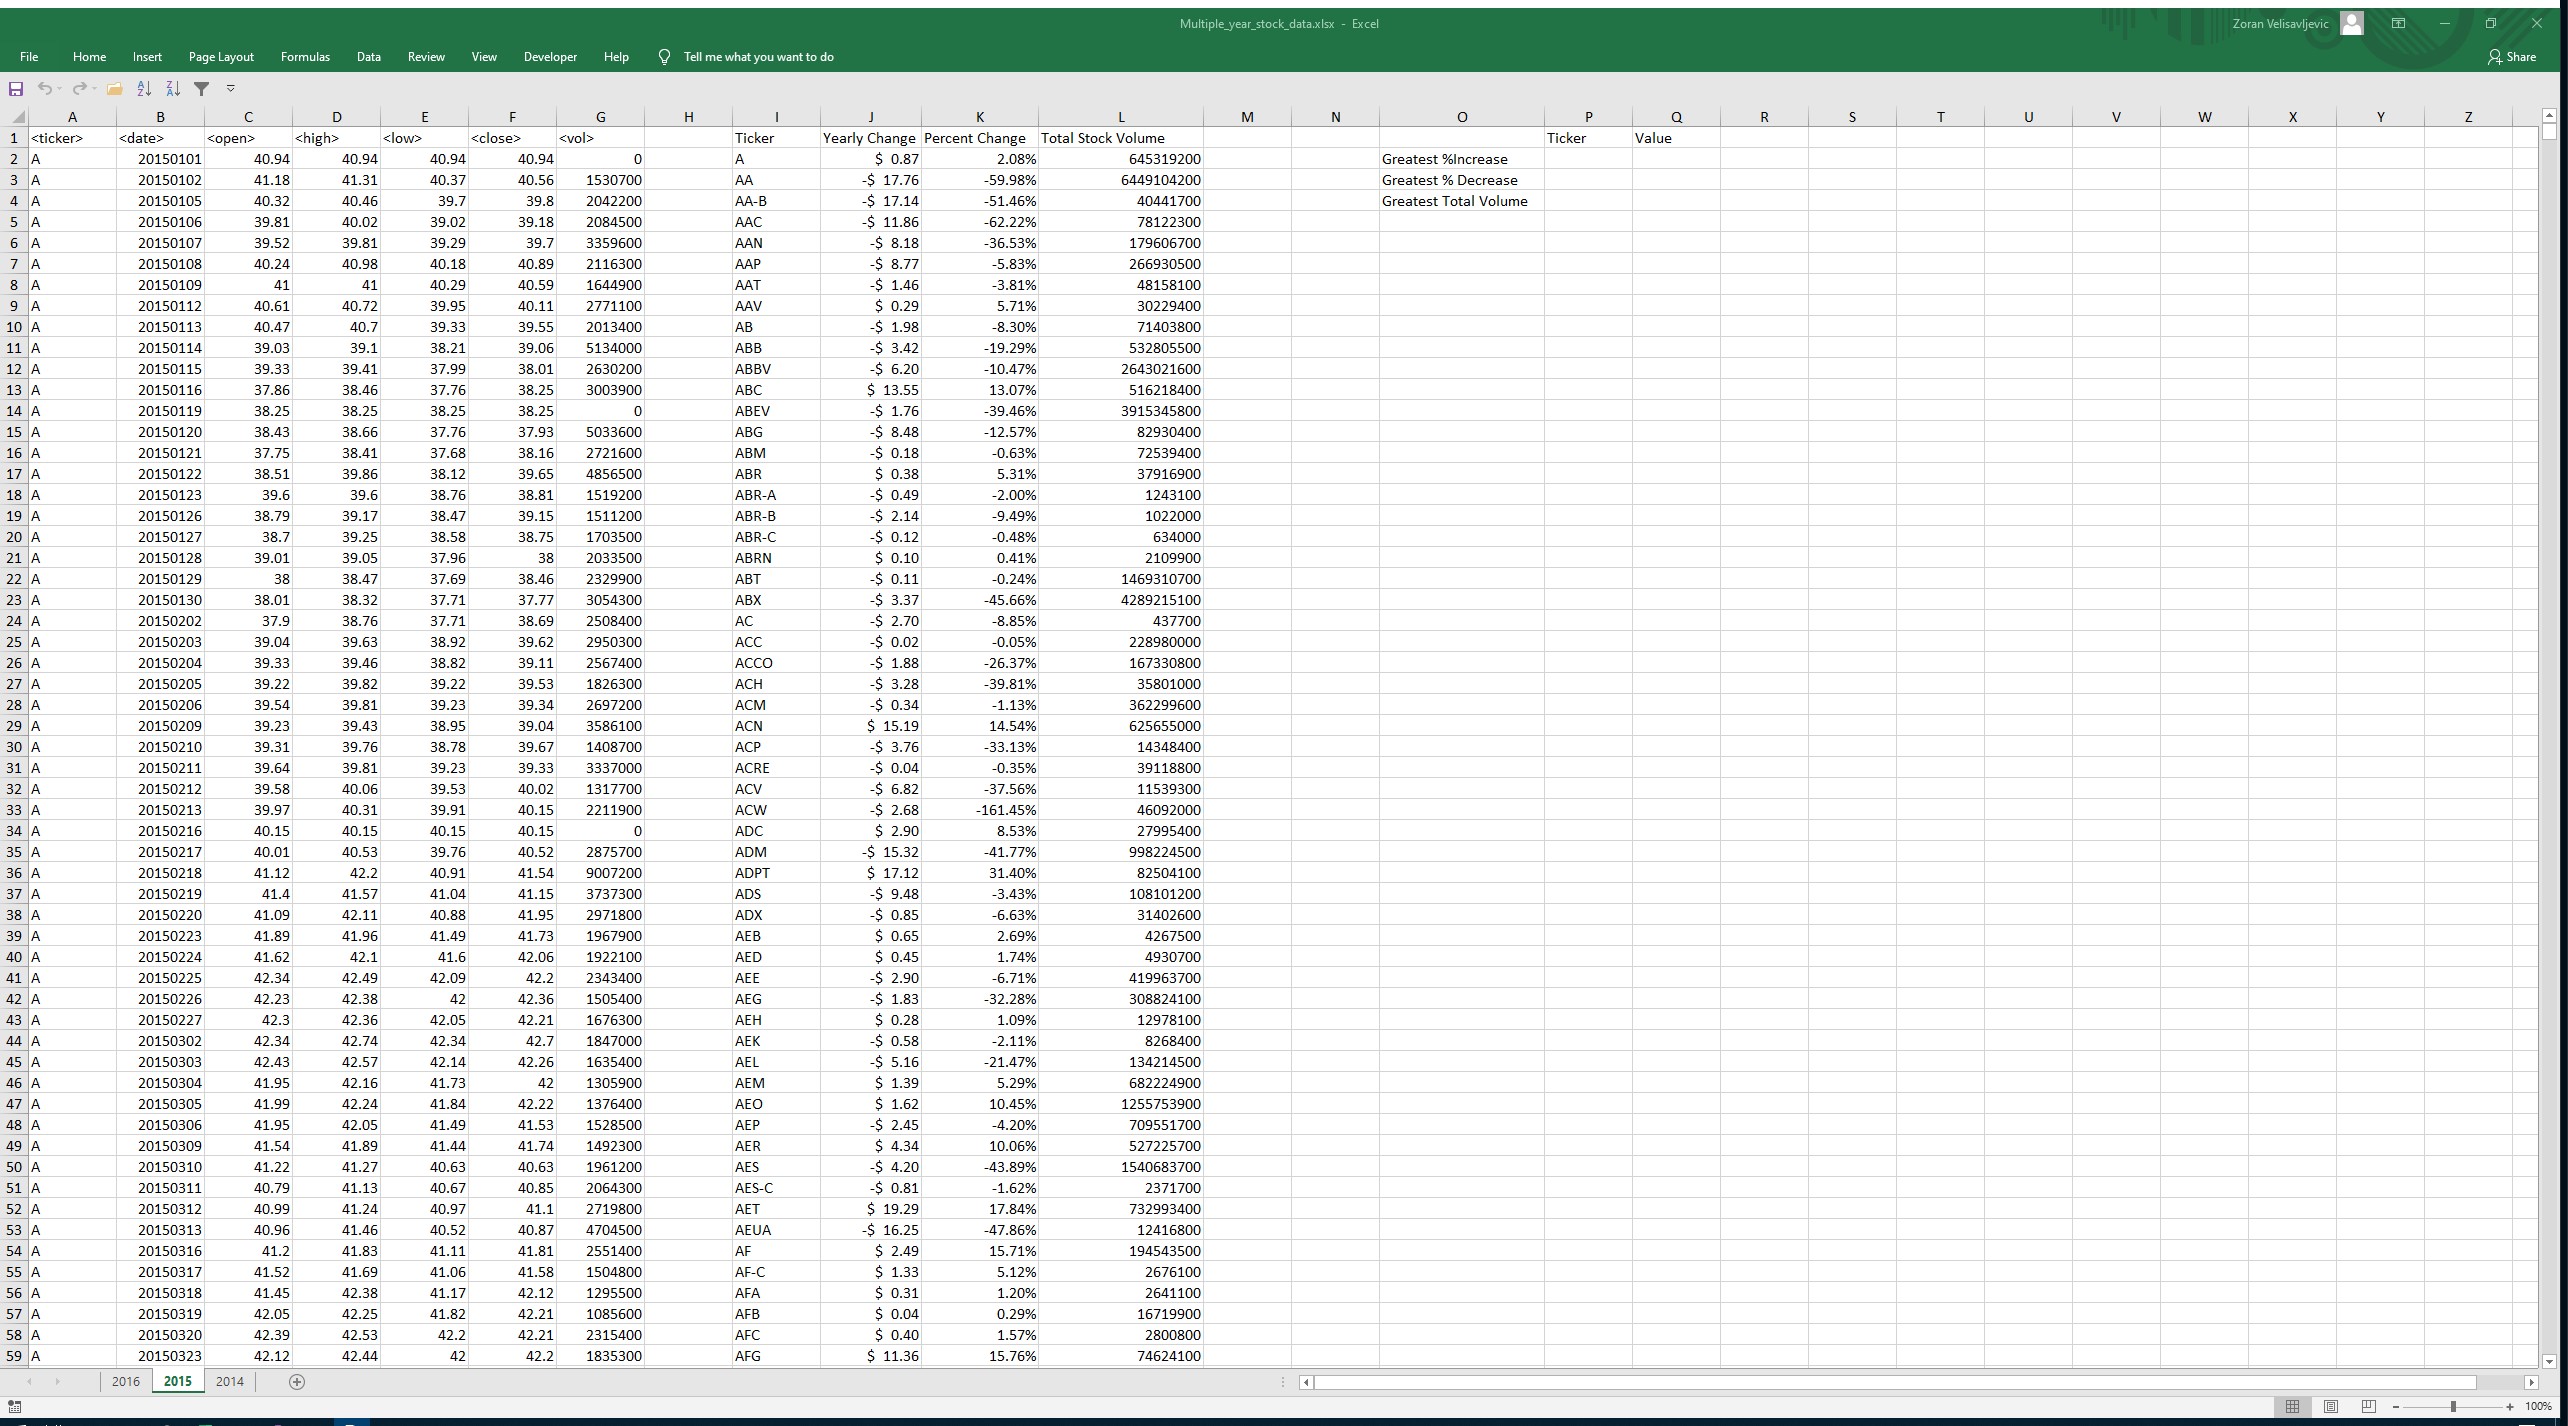 Multiple_year_stock_data.xlsx - Excel
Zoran Velisavljevic
File Home Insert Page Layout Formulas Data Review View Developer Help Tell me what you want to do Share
A B C D E F G H I J K L M N O P Q R S T U V W X Y Z
1 <ticker> <date> <open> <high> <low> <close> <vol> Ticker Yearly Change Percent Change Total Stock Volume Ticker Value
2 A 20150101 40.94 40.94 40.94 40.94 0 A $ 0.87 2.08% 645319200 Greatest %Increase
3 A 20150102 41.18 41.31 40.37 40.56 1530700 AA -$ 17.76 -59.98% 6449104200 Greatest % Decrease
4 A 20150105 40.32 40.46 39.7 39.8 2042200 AA-B -$ 17.14 -51.46% 40441700 Greatest Total Volume
5 A 20150106 39.81 40.02 39.02 39.18 2084500 AAC -$ 11.86 -62.22% 78122300
6 A 20150107 39.52 39.81 39.29 39.7 3359600 AAN -$ 8.18 -36.53% 179606700
7 A 20150108 40.24 40.98 40.18 40.89 2116300 AAP -$ 8.77 -5.83% 266930500
8 A 20150109 41 41 40.29 40.59 1644900 AAT -$ 1.46 -3.81% 48158100
9 A 20150112 40.61 40.72 39.95 40.11 2771100 AAV $ 0.29 5.71% 30229400
10 A 20150113 40.47 40.7 39.33 39.55 2013400 AB -$ 1.98 -8.30% 71403800
11 A 20150114 39.03 39.1 38.21 39.06 5134000 ABB -$ 3.42 -19.29% 532805500
12 A 20150115 39.33 39.41 37.99 38.01 2630200 ABBV -$ 6.20 -10.47% 2643021600
13 A 20150116 37.86 38.46 37.76 38.25 3003900 ABC $ 13.55 13.07% 516218400
14 A 20150119 38.25 38.25 38.25 38.25 0 ABEV -$ 1.76 -39.46% 3915345800
15 A 20150120 38.43 38.66 37.76 37.93 5033600 ABG -$ 8.48 -12.57% 82930400
16 A 20150121 37.75 38.41 37.68 38.16 2721600 ABM -$ 0.18 -0.63% 72539400
17 A 20150122 38.51 39.86 38.12 39.65 4856500 ABR $ 0.38 5.31% 37916900
18 A 20150123 39.6 39.6 38.76 38.81 1519200 ABR-A -$ 0.49 -2.00% 1243100
19 A 20150126 38.79 39.17 38.47 39.15 1511200 ABR-B -$ 2.14 -9.49% 1022000
20 A 20150127 38.7 39.25 38.58 38.75 1703500 ABR-C -$ 0.12 -0.48% 634000
21 A 20150128 39.01 39.05 37.96 38 2033500 ABRN $ 0.10 0.41% 2109900
22 A 20150129 38 38.47 37.69 38.46 2329900 ABT -$ 0.11 -0.24% 1469310700
23 A 20150130 38.01 38.32 37.71 37.77 3054300 ABX -$ 3.37 -45.66% 4289215100
24 A 20150202 37.9 38.76 37.71 38.69 2508400 AC -$ 2.70 -8.85% 437700
25 A 20150203 39.04 39.63 38.92 39.62 2950300 ACC -$ 0.02 -0.05% 228980000
26 A 20150204 39.33 39.46 38.82 39.11 2567400 ACCO -$ 1.88 -26.37% 167330800
27 A 20150205 39.22 39.82 39.22 39.53 1826300 ACH -$ 3.28 -39.81% 35801000
28 A 20150206 39.54 39.81 39.23 39.34 2697200 ACM -$ 0.34 -1.13% 362299600
29 A 20150209 39.23 39.43 38.95 39.04 3586100 ACN $ 15.19 14.54% 625655000
30 A 20150210 39.31 39.76 38.78 39.67 1408700 ACP -$ 3.76 -33.13% 14348400
31 A 20150211 39.64 39.81 39.23 39.33 3337000 ACRE -$ 0.04 -0.35% 39118800
32 A 20150212 39.58 40.06 39.53 40.02 1317700 ACV -$ 6.82 -37.56% 11539300
33 A 20150213 39.97 40.31 39.91 40.15 2211900 ACW -$ 2.68 -161.45% 46092000
34 A 20150216 40.15 40.15 40.15 40.15 0 ADC $ 2.90 8.53% 27995400
35 A 20150217 40.01 40.53 39.76 40.52 2875700 ADM -$ 15.32 -41.77% 998224500
36 A 20150218 41.12 42.2 40.91 41.54 9007200 ADPT $ 17.12 31.40% 82504100
37 A 20150219 41.4 41.57 41.04 41.15 3737300 ADS -$ 9.48 -3.43% 108101200
38 A 20150220 41.09 42.11 40.88 41.95 2971800 ADX -$ 0.85 -6.63% 31402600
39 A 20150223 41.89 41.96 41.49 41.73 1967900 AEB $ 0.65 2.69% 4267500
40 A 20150224 41.62 42.1 41.6 42.06 1922100 AED $ 0.45 1.74% 4930700
41 A 20150225 42.34 42.49 42.09 42.2 2343400 AEE -$ 2.90 -6.71% 419963700
42 A 20150226 42.23 42.38 42 42.36 1505400 AEG -$ 1.83 -32.28% 308824100
43 A 20150227 42.3 42.36 42.05 42.21 1676300 AEH $ 0.28 1.09% 12978100
44 A 20150302 42.34 42.74 42.34 42.7 1847000 AEK -$ 0.58 -2.11% 8268400
45 A 20150303 42.43 42.57 42.14 42.26 1635400 AEL -$ 5.16 -21.47% 134214500
46 A 20150304 41.95 42.16 41.73 42 1305900 AEM $ 1.39 5.29% 682224900
47 A 20150305 41.99 42.24 41.84 42.22 1376400 AEO $ 1.62 10.45% 1255753900
48 A 20150306 41.95 42.05 41.49 41.53 1528500 AEP -$ 2.45 -4.20% 709551700
49 A 20150309 41.54 41.89 41.44 41.74 1492300 AER $ 4.34 10.06% 527225700
50 A 20150310 41.22 41.27 40.63 40.63 1961200 AES -$ 4.20 -43.89% 1540683700
51 A 20150311 40.79 41.13 40.67 40.85 2064300 AES-C -$ 0.81 -1.62% 2371700
52 A 20150312 40.99 41.24 40.97 41.1 2719800 AET $ 19.29 17.84% 732993400
53 A 20150313 40.96 41.46 40.52 40.87 4704500 AEUA -$ 16.25 -47.86% 12416800
54 A 20150316 41.2 41.83 41.11 41.81 2551400 AF $ 2.49 15.71% 194543500
55 A 20150317 41.52 41.69 41.06 41.58 1504800 AF-C $ 1.33 5.12% 2676100
56 A 20150318 41.45 42.38 41.17 42.12 1295500 AFA $ 0.31 1.20% 2641100
57 A 20150319 42.05 42.25 41.82 42.21 1085600 AFB $ 0.04 0.29% 16719900
58 A 20150320 42.39 42.53 42.2 42.21 2315400 AFC $ 0.40 1.57% 2800800
59 A 20150323 42.12 42.44 42 42.2 1835300 AFG $ 11.36 15.76% 74624100
2016 2015 2014
100%